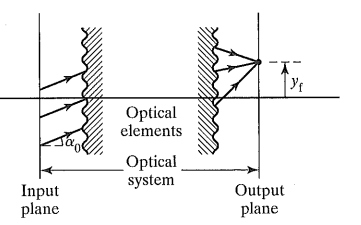 y_f
α_0
Optical
elements
Optical
system
Input
plane
Output
plane